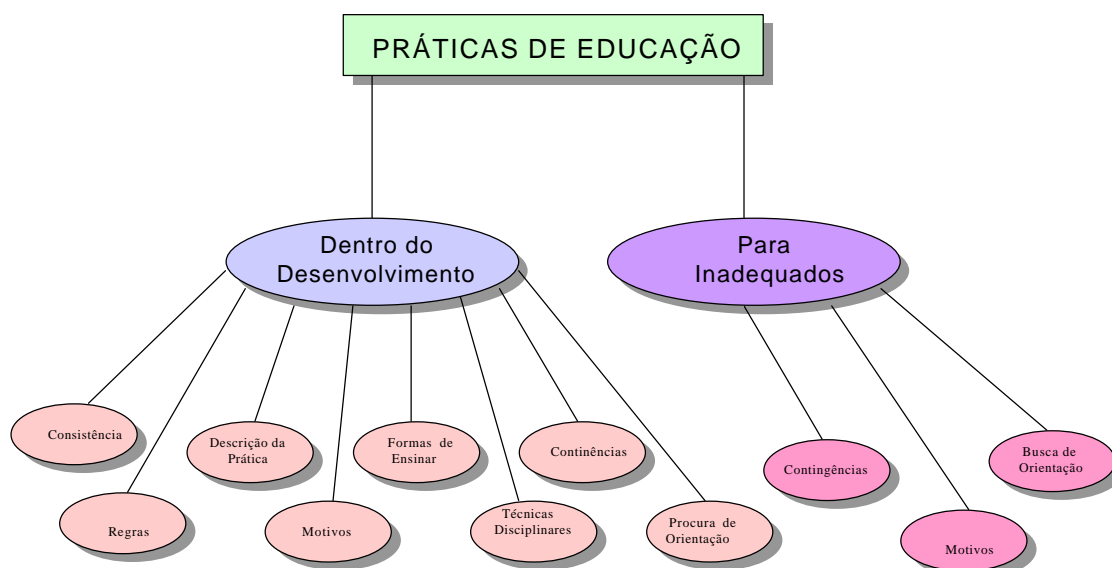 PRÁTICAS DE EDUCAÇÃO
Dentro do
Desenvolvimento
Para
Inadequados
Consistência
Descrição da
Prática
Formas de
Ensinar
Continências
Contingências
Busca de
Orientação
Regras
Motivos
Técnicas
Disciplinares
Procura de
Orientação
Motivos